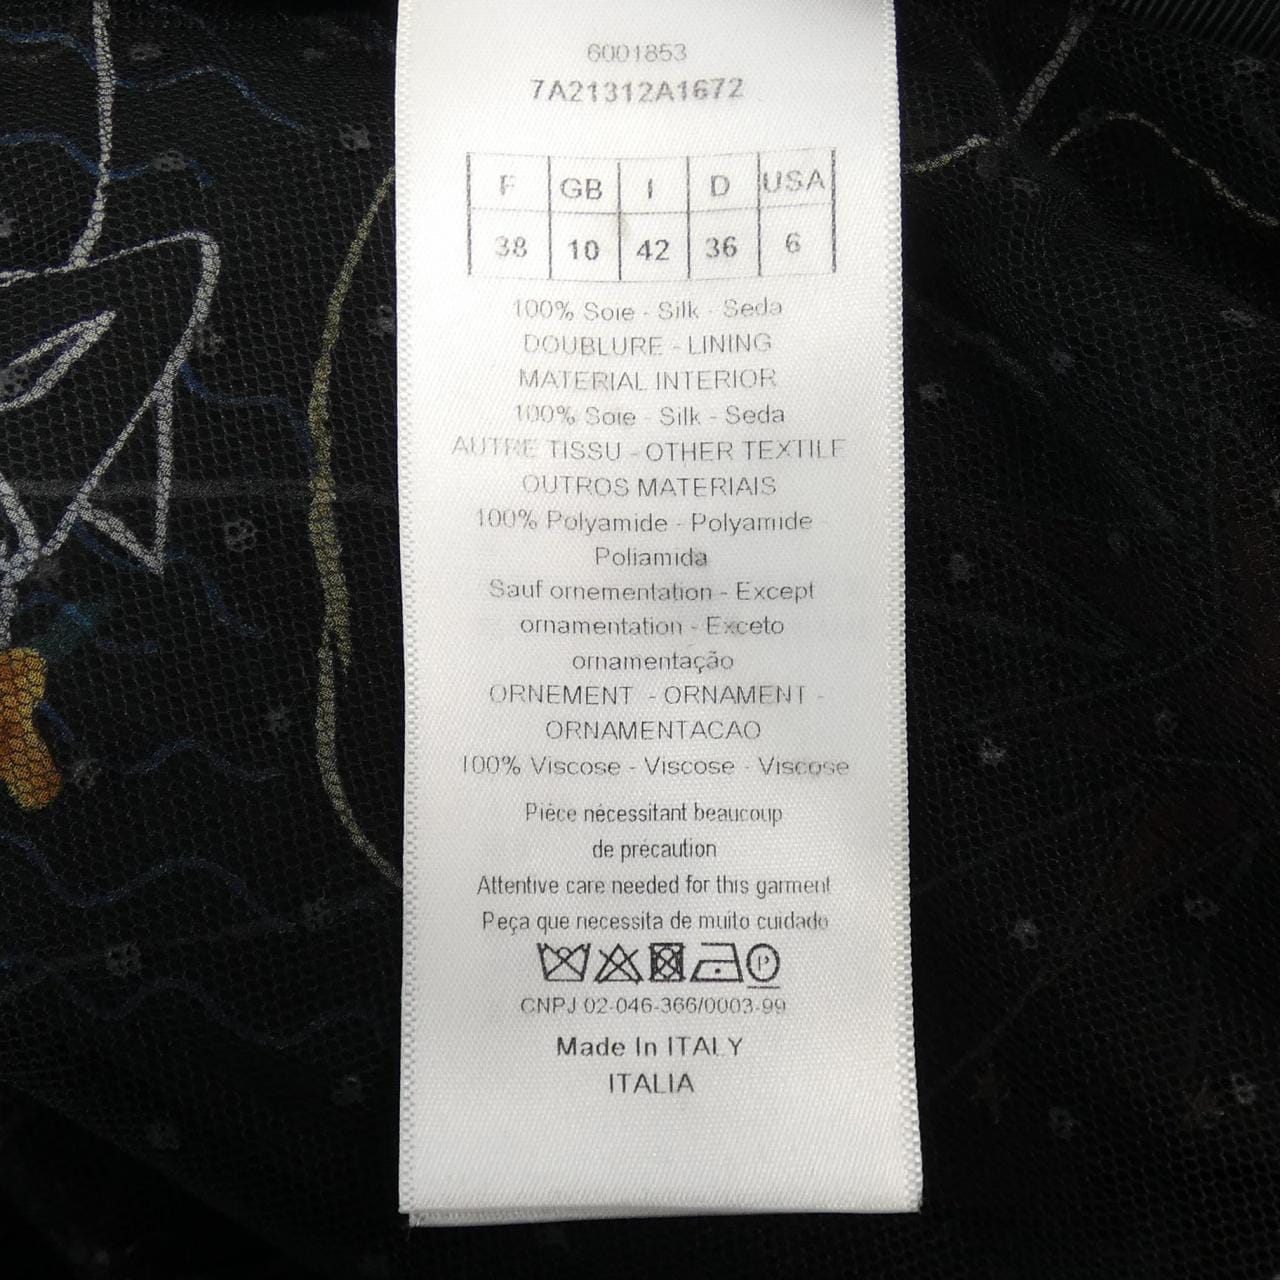 6001853
7A21312A1672
F GB I D USA
38 10 42 36 6
100% Soie - Silk - Seda
DOUBLURE - LINING
MATERIAL INTERIOR
100% Soie - Silk - Seda
AUTRE TISSU - OTHER TEXTILE
OUTROS MATERIAIS
100% Polyamide - Polyamide -
Poliamida
Sauf ornementation - Except
ornamentation - Exceto
ornamentação
ORNEMENT - ORNAMENT -
ORNAMENTACAO
100% Viscose - Viscose - Viscose
Pièce nécessitant beaucoup
de précaution
Attentive care needed for this garment
Peça que necessita de muito cuidado
P
CNPJ 02-046-366/0003-99
Made In ITALY
ITALIA